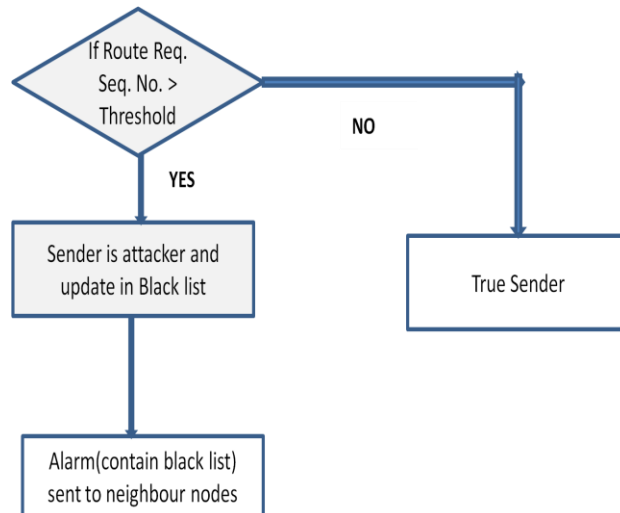 If Route Req.
Seq. No. >
Threshold
NO
YES
Sender is attacker and
update in Black list
True Sender
Alarm(contain black list)
sent to neighbour nodes